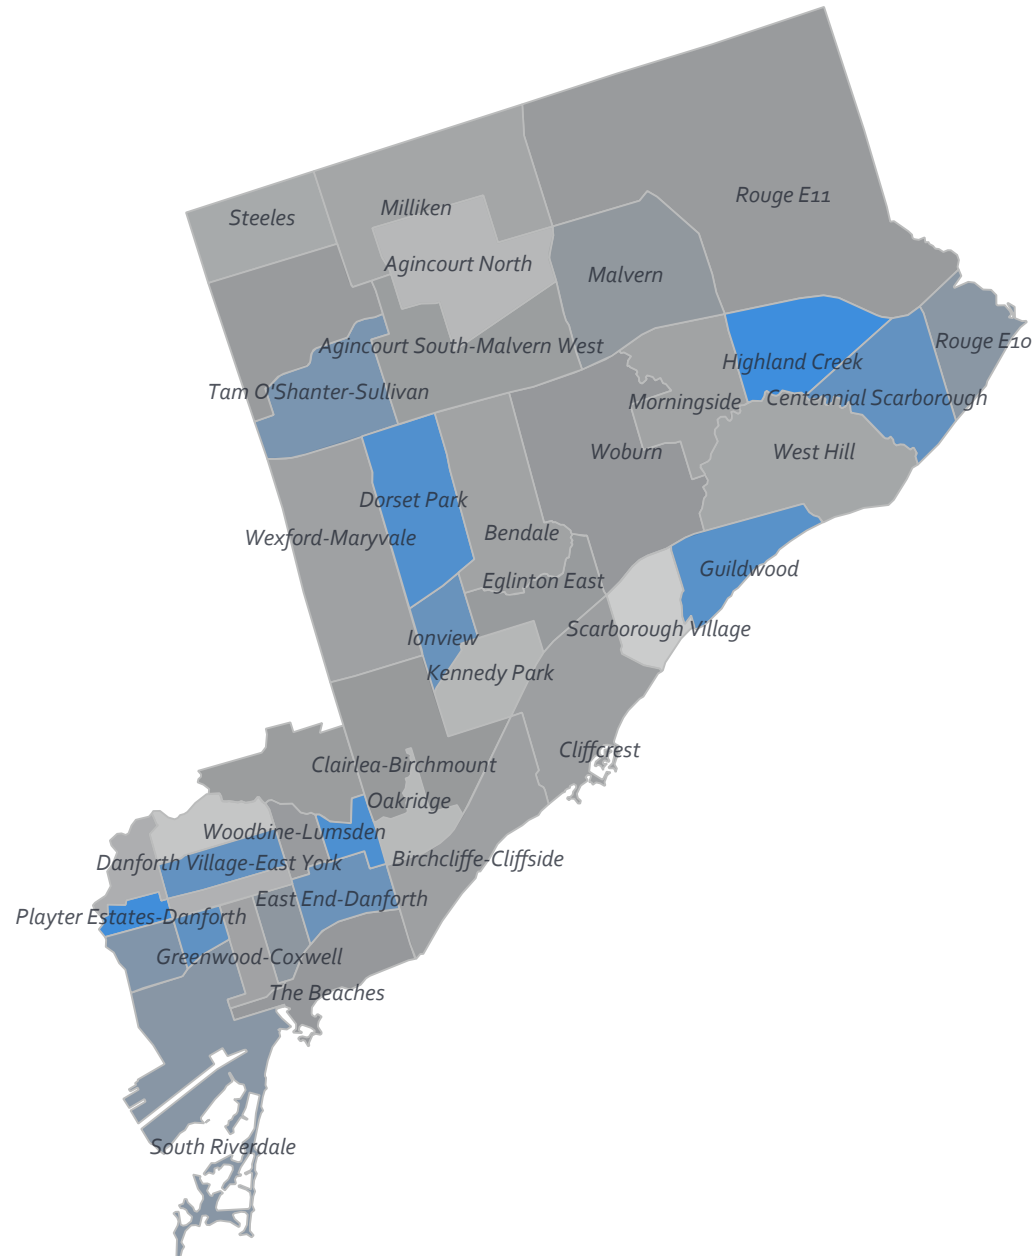 Rouge E11
Milliken
Steeles
Agincourt North
Malvern
Rouge E10
Agincourt South-Malvern West
Highland Creek
Tam O'Shanter-Sullivan
Centennial Scarborough
Morningside
Woburn
West Hill
Dorset Park
Bendale
Wexford-Maryvale
Guildwood
Eglinton East
Scarborough Village
Ionview
Kennedy Park
Cliffcrest
Clairlea-Birchmount
Oakridge
Woodbine-Lumsden
Birchcliffe-Cliffside
Danforth Village-East York
East End-Danforth
Playter Estates-Danforth
Greenwood-Coxwell
The Beaches
South Riverdale